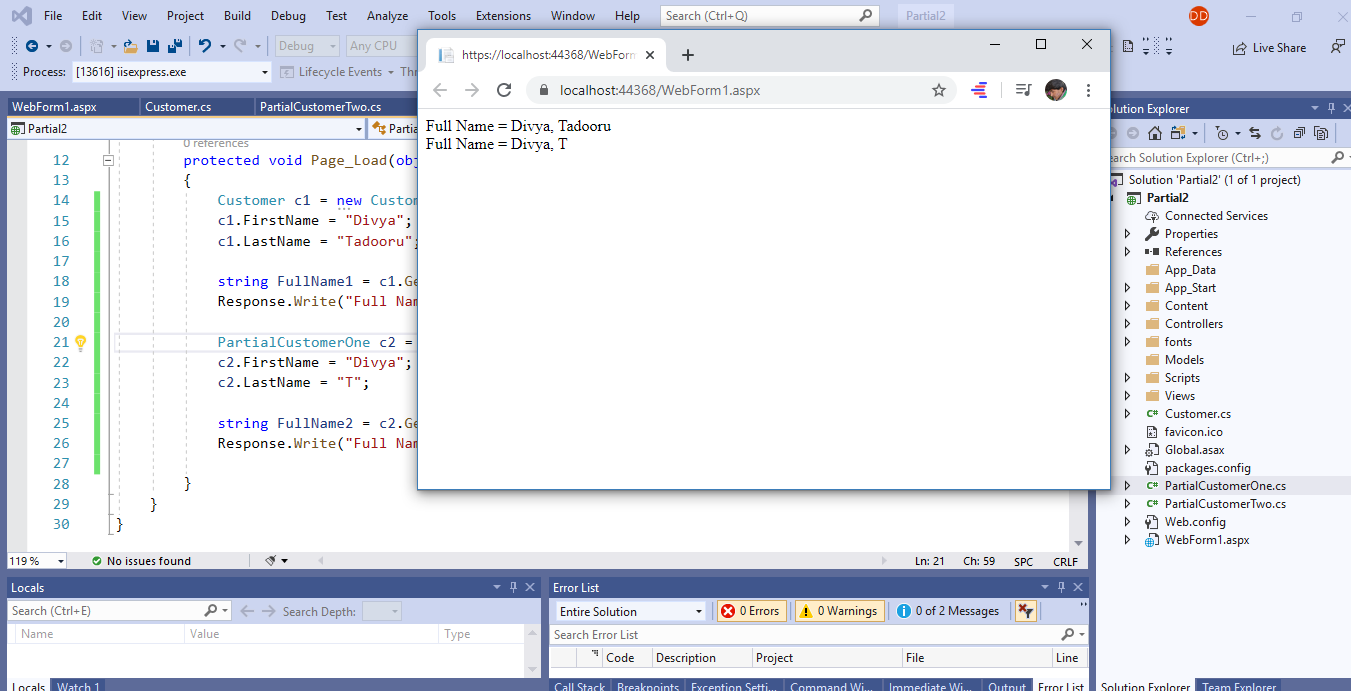 File Edit View Project Build Debug Test Analyze Tools Extensions Window Help Search (Ctrl+Q) Partial2 DD
Debug Any CPU Live Share
Process: [13616] iisexpress.exe Lifecycle Events
https://localhost:44368/WebForm
localhost:44368/WebForm1.aspx
Full Name = Divya, Tadooru
Full Name = Divya, T
WebForm1.aspx Customer.cs PartialCustomerTwo.cs
Partial2 Partia
0 references
12 protected void Page_Load(obj
13 {
14 Customer c1 = new Custom
15 c1.FirstName = "Divya";
16 c1.LastName = "Tadooru";
17
18 string FullName1 = c1.Ge
19 Response.Write("Full Nam
20
21 PartialCustomerOne c2 =
22 c2.FirstName = "Divya";
23 c2.LastName = "T";
24
25 string FullName2 = c2.Ge
26 Response.Write("Full Nam
27
28 }
29 }
30 }
119 % No issues found Ln: 21 Ch: 59 SPC CRLF
olution Explorer
earch Solution Explorer (Ctrl+;)
Solution 'Partial2' (1 of 1 project)
Partial2
Connected Services
Properties
References
App_Data
App_Start
Content
Controllers
fonts
Models
Scripts
Views
C# Customer.cs
favicon.ico
Global.asax
packages.config
C# PartialCustomerOne.cs
C# PartialCustomerTwo.cs
Web.config
WebForm1.aspx
Locals
Search (Ctrl+E) Search Depth:
Name Value Type
Locals Watch 1
Error List
Entire Solution 0 Errors 0 Warnings 0 of 2 Messages
Search Error List
Code Description Project File Line
Call Stack Breakpoints Exception Setti... Command Wi... Immediate Wi... Output Error List
Solution Explorer Team Explorer